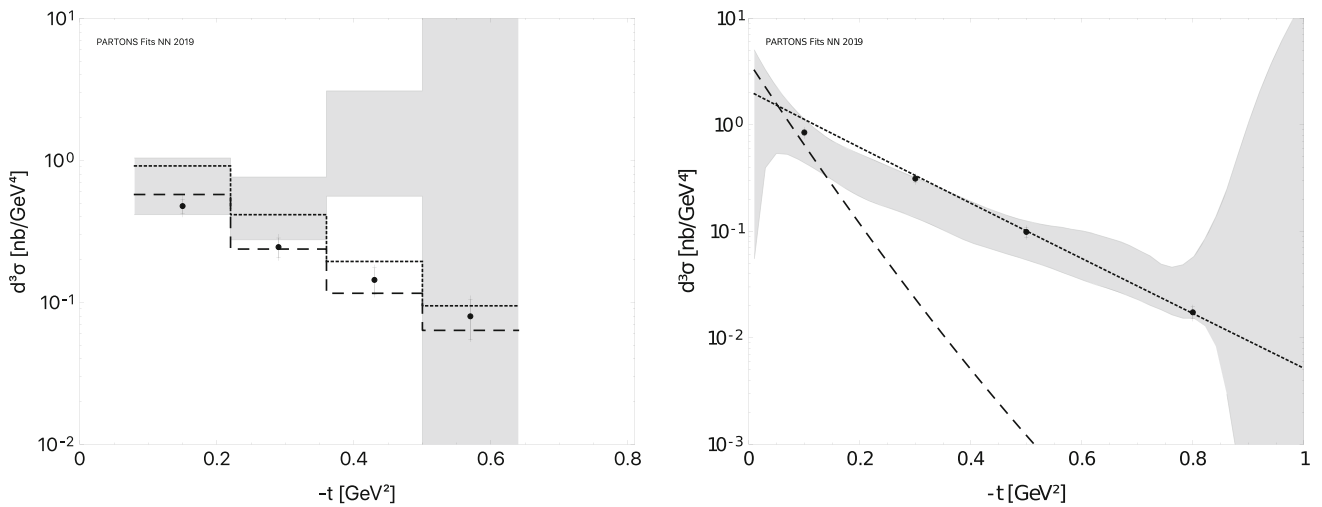 PARTONS Fits NN 2019
d³σ [nb/GeV⁴]
10¹
10⁰
10⁻¹
10⁻²
0 0.2 0.4 0.6 0.8
-t [GeV²]
PARTONS Fits NN 2019
d³σ [nb/GeV⁴]
10¹
10⁰
10⁻¹
10⁻²
10⁻³
0 0.2 0.4 0.6 0.8 1
-t [GeV²]